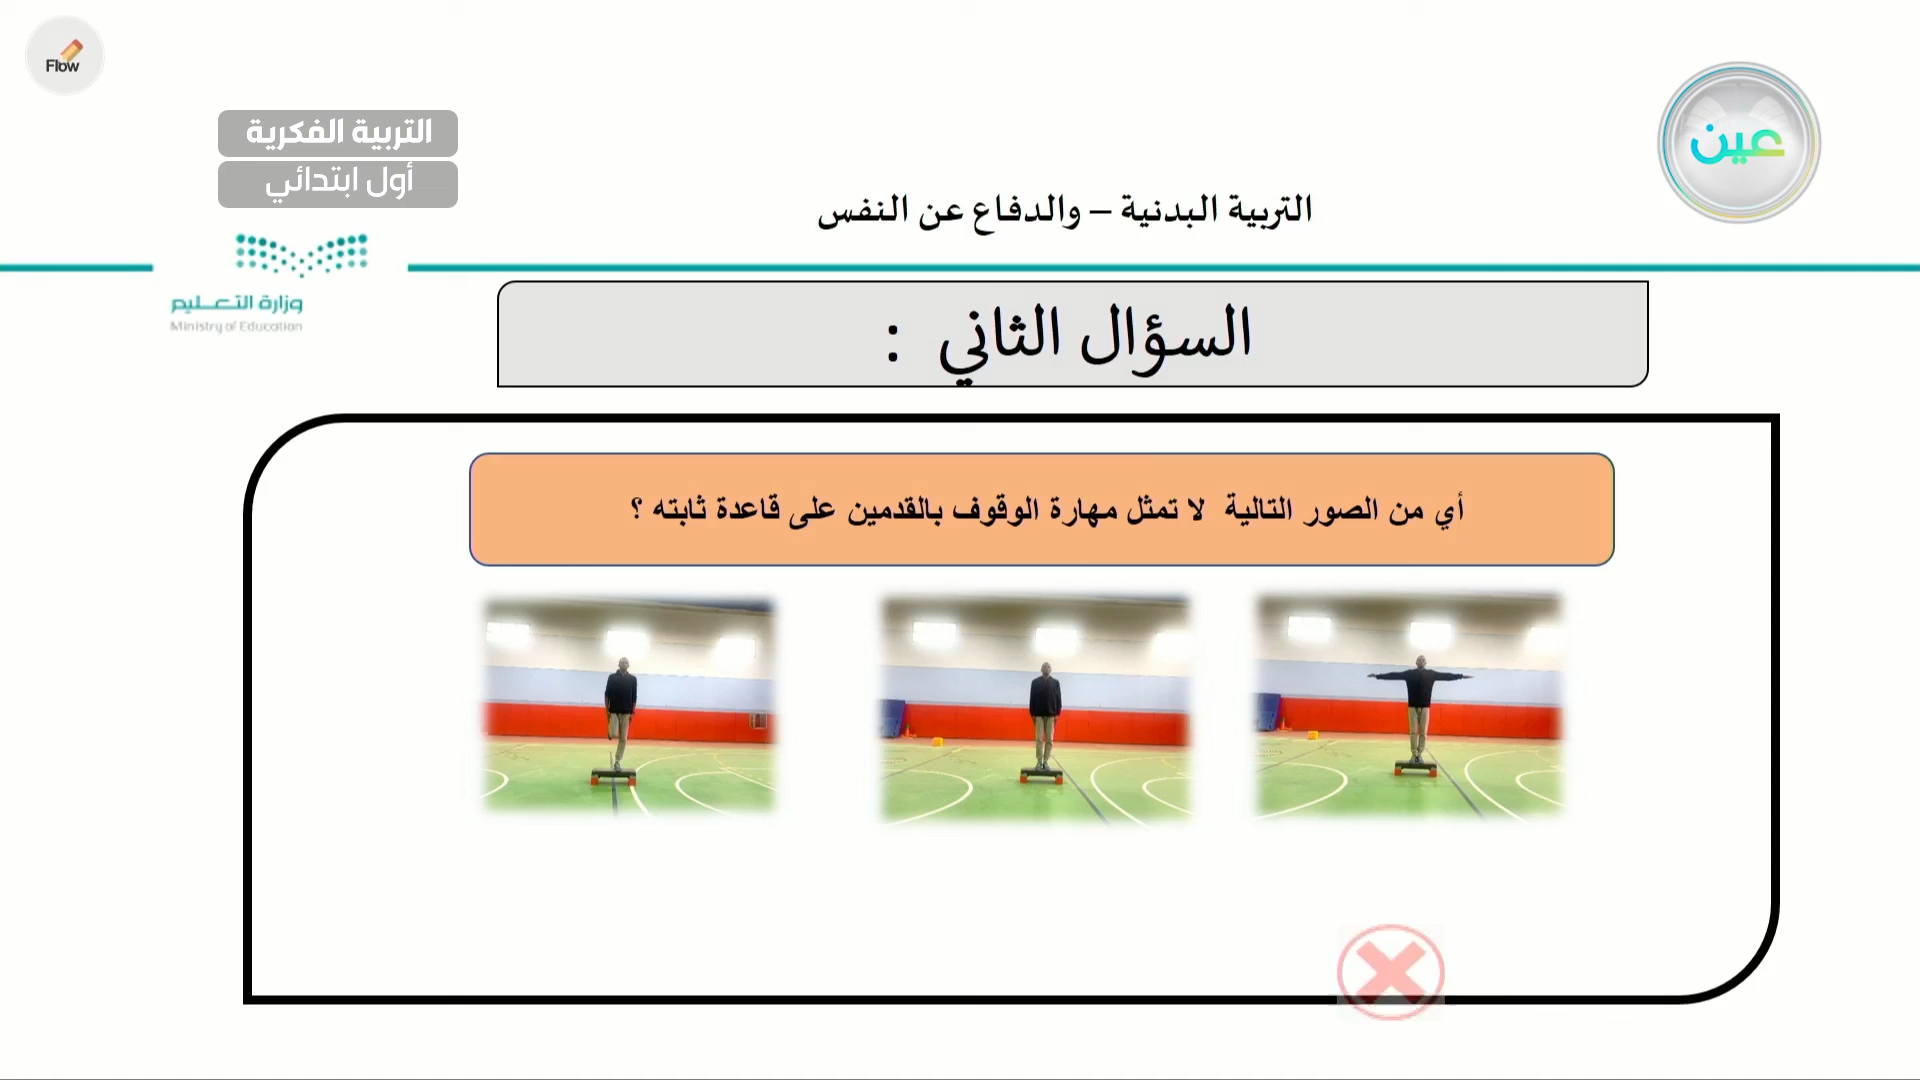 Flow
التربية الفكرية
أول ابتدائي
عين
التربية البدنية – والدفاع عن النفس
وزارة التعليم
Ministry of Education
السؤال الثاني :
أي من الصور التالية لا تمثل مهارة الوقوف بالقدمين على قاعدة ثابته ؟